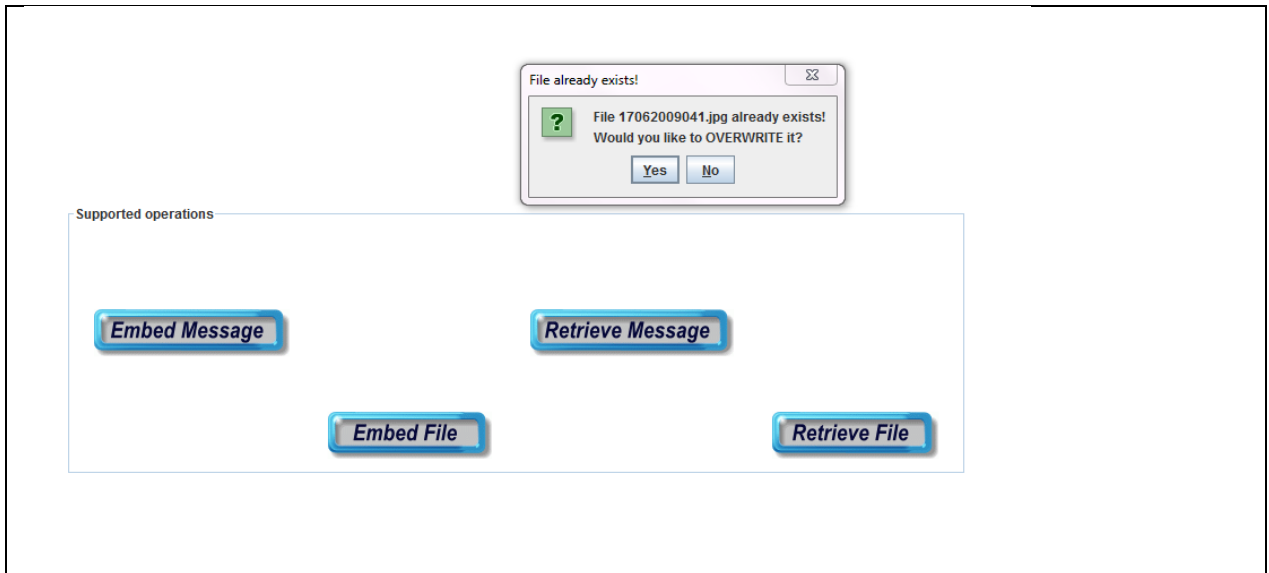 File already exists!
?
File 17062009041.jpg already exists!
Would you like to OVERWRITE it?
Yes No
Supported operations
Embed Message Retrieve Message
Embed File Retrieve File